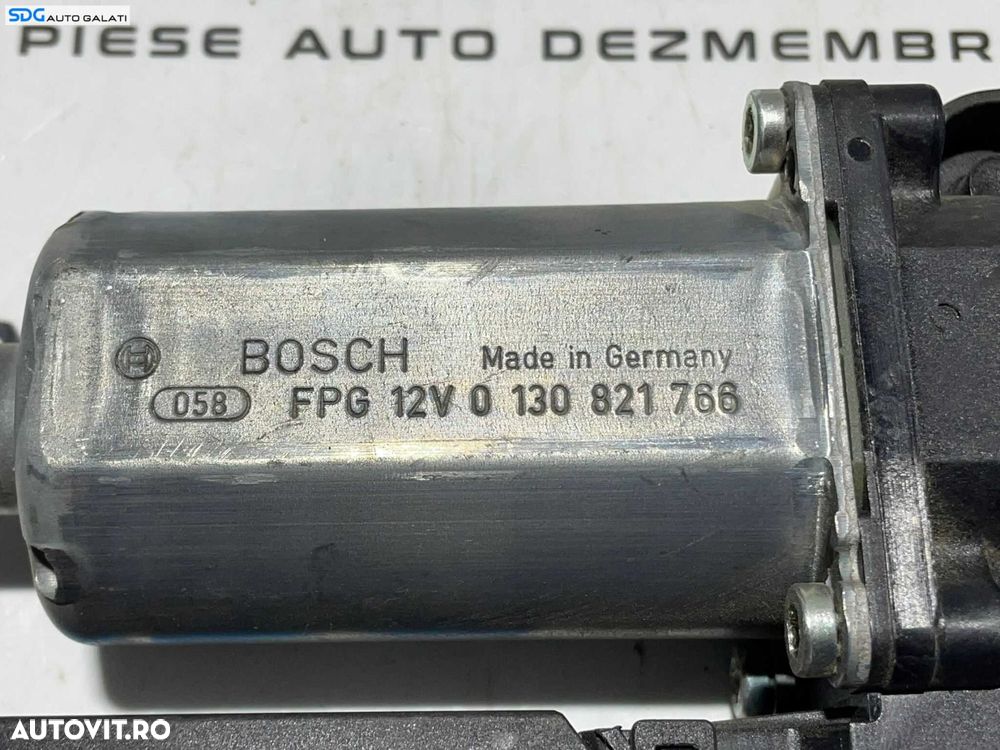 SDG AUTO GALATI
PIESE AUTO DEZMEMBR
BOSCH Made in Germany
058 FPG 12V 0 130 821 766
AUTOVIT.RO